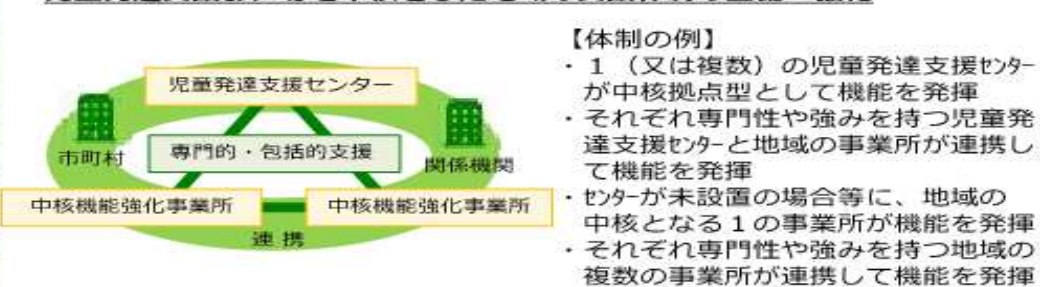 児童発達支援センター
市町村
専門的・包括的支援
関係機関
中核機能強化事業所
中核機能強化事業所
連携
【体制の例】
・１（又は複数）の児童発達支援ｾﾝﾀｰ
が中核拠点型として機能を発揮
・それぞれ専門性や強みを持つ児童発
達支援ｾﾝﾀｰと地域の事業所が連携し
て機能を発揮
・ｾﾝﾀｰが未設置の場合等に、地域の
中核となる１の事業所が機能を発揮
・それぞれ専門性や強みを持つ地域の
複数の事業所が連携して機能を発揮